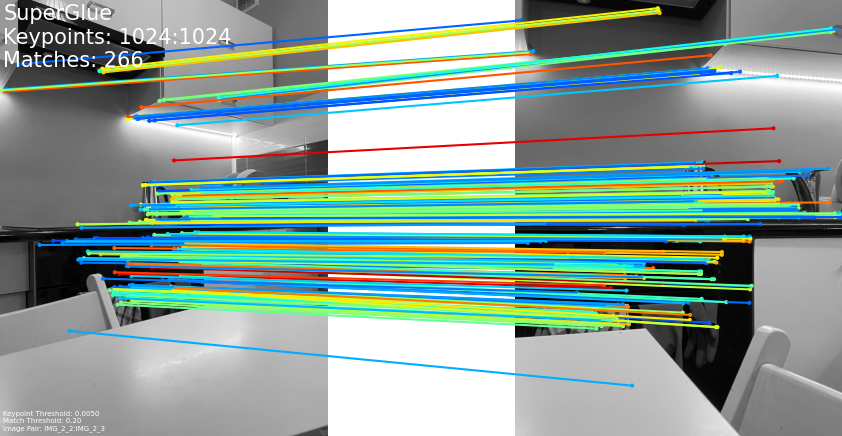 SuperGlue
Keypoints: 1024:1024
Matches: 266
Keypoint Threshold: 0.0050
Match Threshold: 0.20
Image Pair: IMG_2_2:IMG_2_3